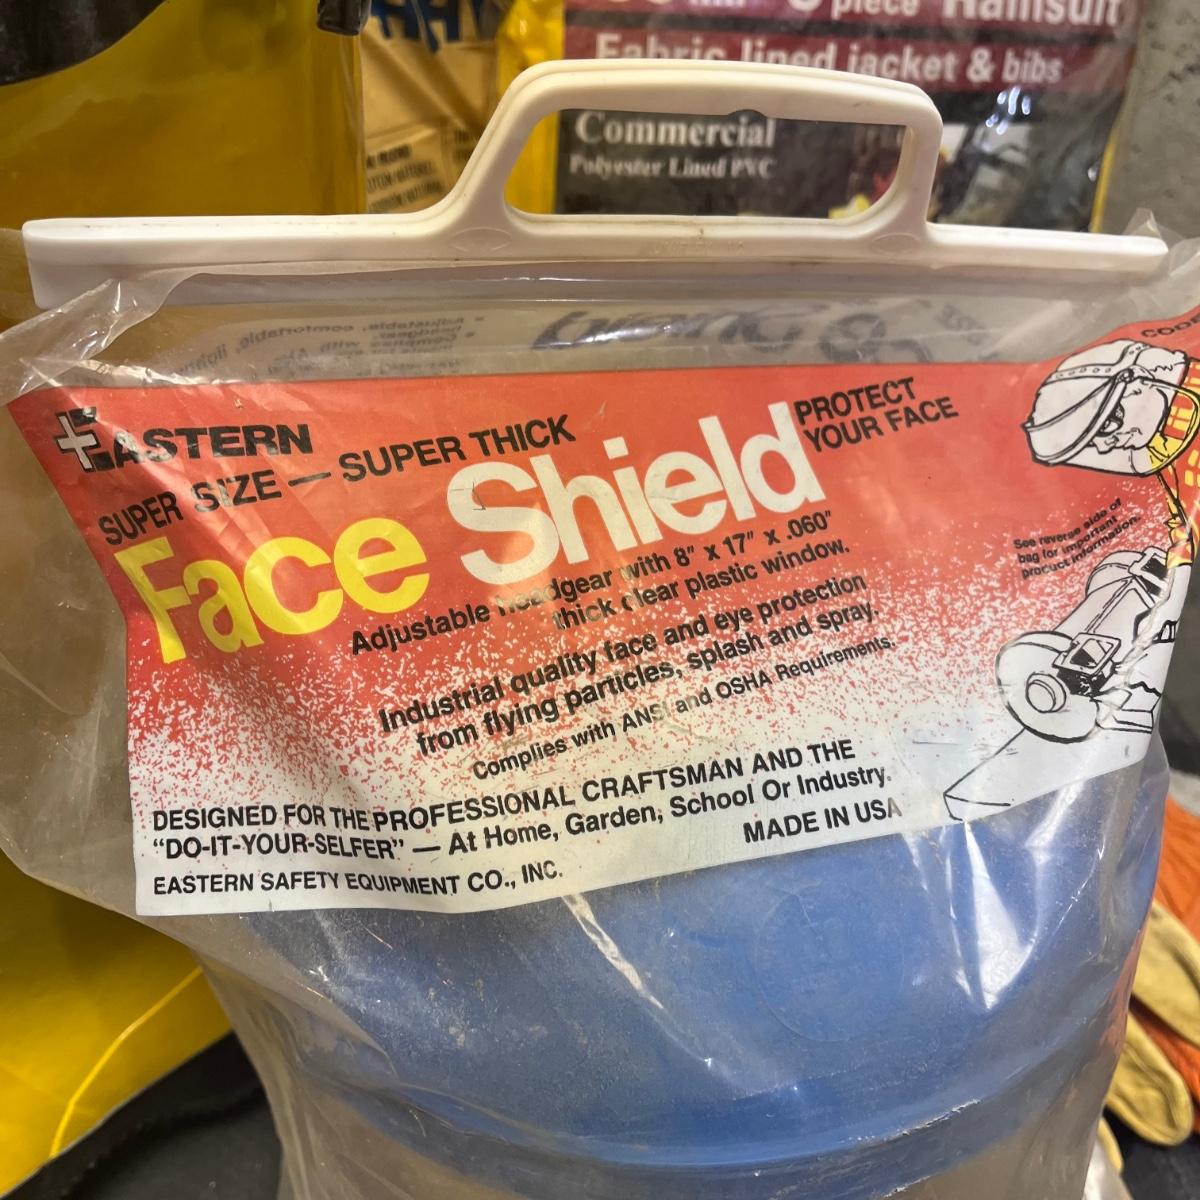 piece Rainsuit
Fabric lined jacket & bibs
Commercial
Polyester Lined PVC
EASTERN
SUPER SIZE — SUPER THICK
Face Shield
PROTECT
YOUR FACE
Adjustable headgear with 8" x 17" x .060"
thick clear plastic window.
Industrial quality face and eye protection
from flying particles, splash and spray.
Complies with ANSI and OSHA Requirements.
See reverse side of
bag for important
product information.
DESIGNED FOR THE PROFESSIONAL CRAFTSMAN AND THE
“DO-IT-YOUR-SELFER” — At Home, Garden, School Or Industry.
MADE IN USA
EASTERN SAFETY EQUIPMENT CO., INC.